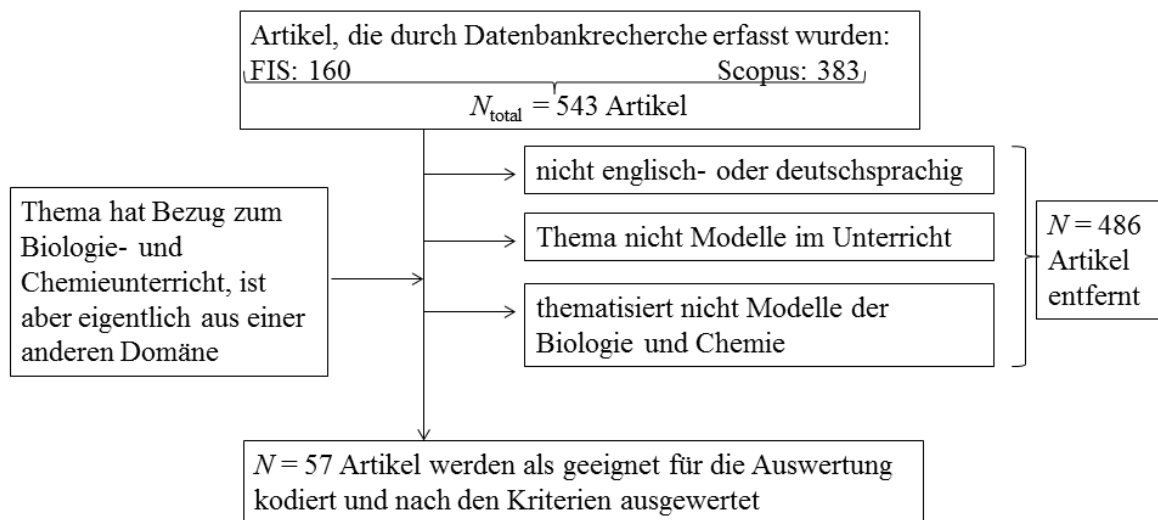 Artikel, die durch Datenbankrecherche erfasst wurden:
FIS: 160 Scopus: 383
N total = 543 Artikel
nicht englisch- oder deutschsprachig
Thema hat Bezug zum
Biologie- und
Chemieunterricht, ist
aber eigentlich aus einer
anderen Domäne
Thema nicht Modelle im Unterricht
thematisiert nicht Modelle der
Biologie und Chemie
N = 486
Artikel
entfernt
N = 57 Artikel werden als geeignet für die Auswertung
kodiert und nach den Kriterien ausgewertet